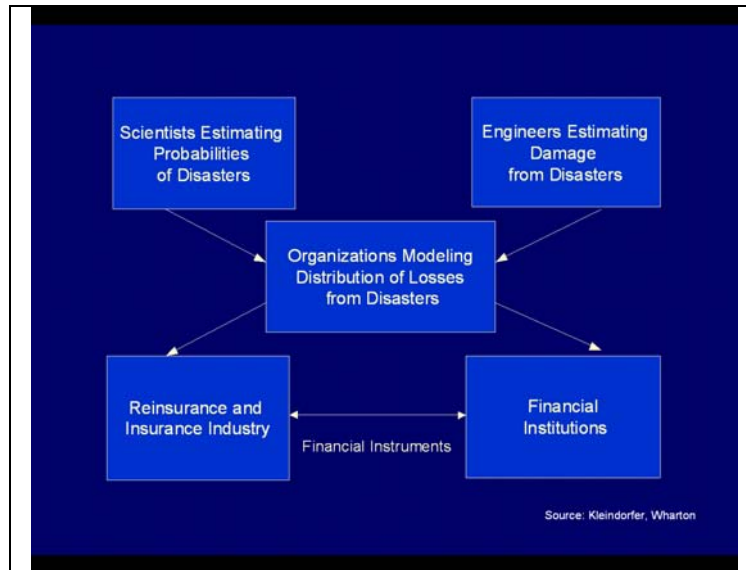 Scientists Estimating
Probabilities
of Disasters
Engineers Estimating
Damage
from Disasters
Organizations Modeling
Distribution of Losses
from Disasters
Reinsurance and
Insurance Industry
Financial Instruments
Financial
Institutions
Source: Kleindorfer, Wharton